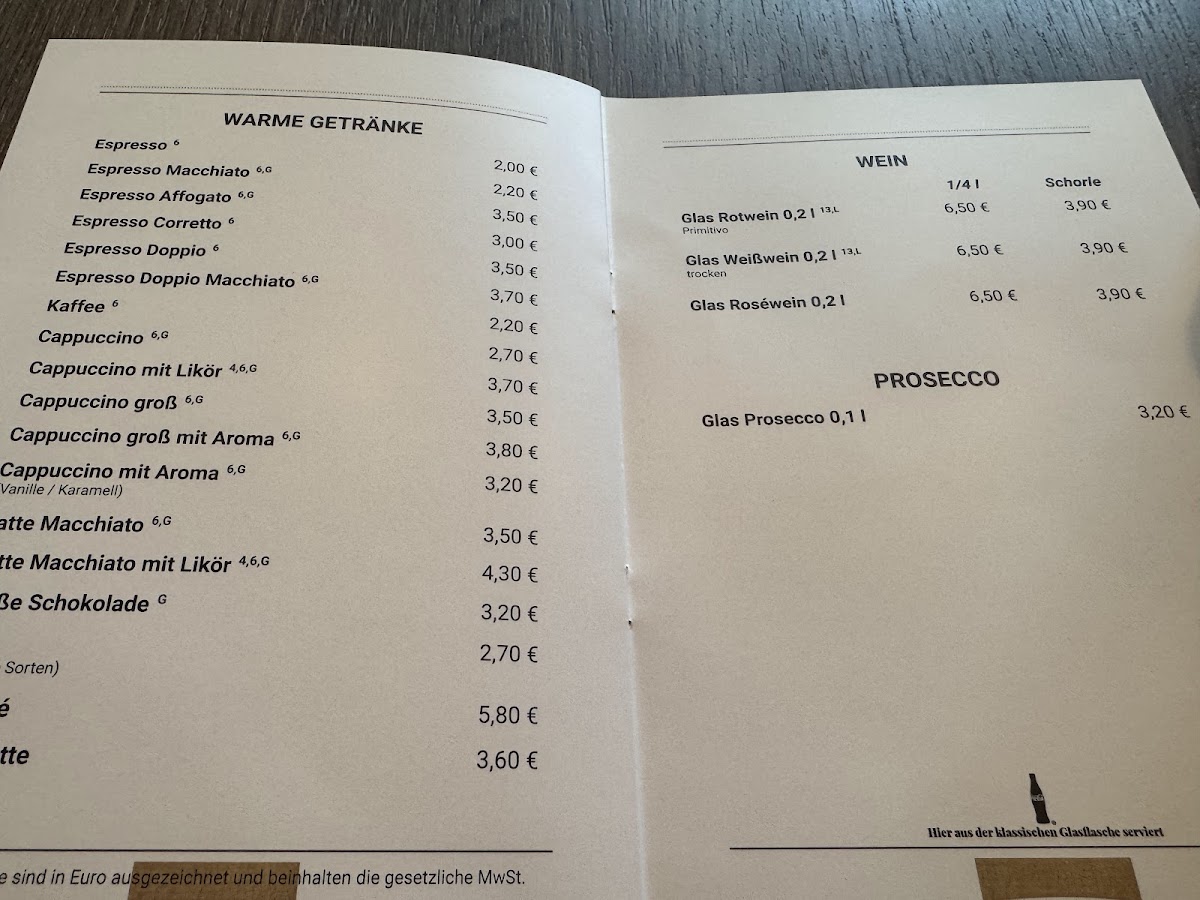 WARME GETRÄNKE
Espresso 6 2,00 €
Espresso Macchiato 6,G 2,20 €
Espresso Affogato 6,G 3,50 €
Espresso Corretto 6 3,00 €
Espresso Doppio 6 3,50 €
Espresso Doppio Macchiato 6,G 3,70 €
Kaffee 6 2,20 €
Cappuccino 6,G 2,70 €
Cappuccino mit Likör 4,6,G 3,70 €
Cappuccino groß 6,G 3,50 €
Cappuccino groß mit Aroma 6,G 3,80 €
Cappuccino mit Aroma 6,G 3,20 €
(Vanille / Karamell)
atte Macchiato 6,G 3,50 €
tte Macchiato mit Likör 4,6,G 4,30 €
ße Schokolade G 3,20 €
2,70 €
Sorten)
é 5,80 €
tte 3,60 €
e sind in Euro ausgezeichnet und beinhalten die gesetzliche MwSt.
WEIN
1/4 l Schorle
Glas Rotwein 0,2 l 13,L 6,50 € 3,90 €
Primitivo
Glas Weißwein 0,2 l 13,L 6,50 € 3,90 €
trocken
Glas Roséwein 0,2 l 6,50 € 3,90 €
PROSECCO
Glas Prosecco 0,1 l 3,20 €
Hier aus der klassischen Glasflasche serviert